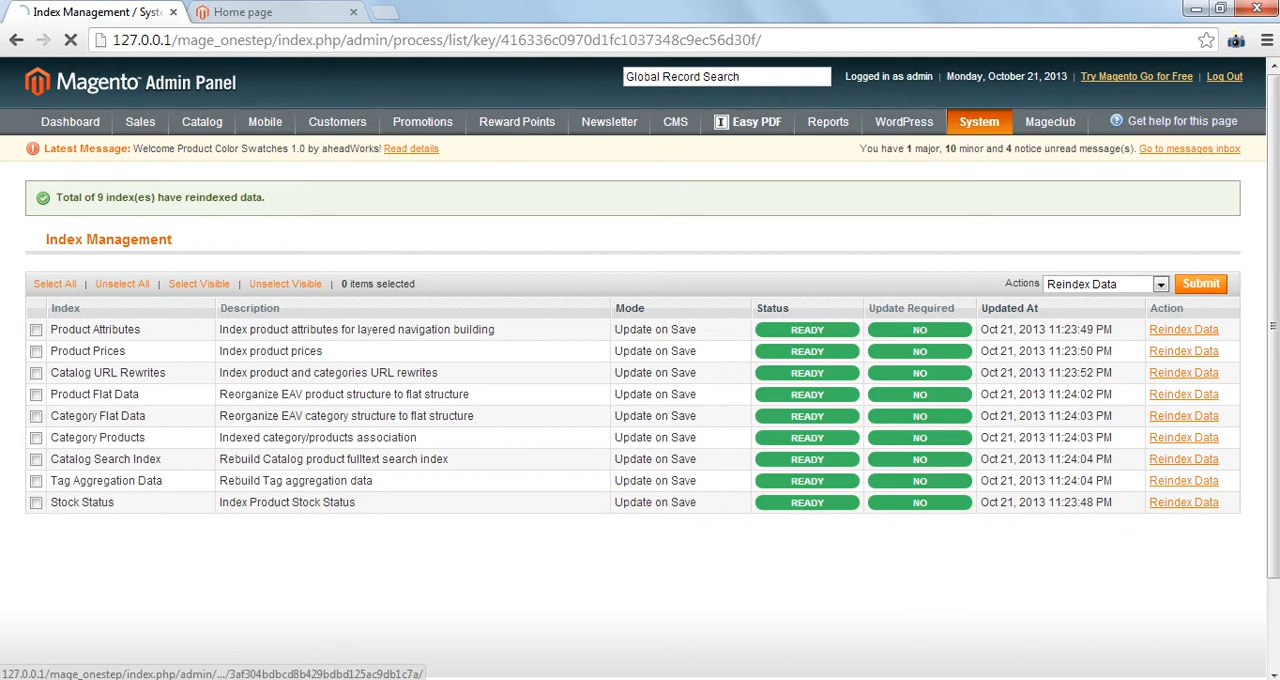 Index Management / Syst
Home page
127.0.0.1/mage_onestep/index.php/admin/process/list/key/416336c0970d1fc1037348c9ec56d30f/
Magento Admin Panel
Global Record Search
Logged in as admin | Monday, October 21, 2013 | Try Magento Go for Free | Log Out
Dashboard Sales Catalog Mobile Customers Promotions Reward Points Newsletter CMS Easy PDF Reports WordPress System Mageclub Get help for this page
Latest Message: Welcome Product Color Swatches 1.0 by aheadWorks! Read details
You have 1 major, 10 minor and 4 notice unread message(s). Go to messages inbox
Total of 9 index(es) have reindexed data.
Index Management
Select All | Unselect All | Select Visible | Unselect Visible | 0 items selected Actions Reindex Data Submit
Index Description Mode Status Update Required Updated At Action
Product Attributes Index product attributes for layered navigation building Update on Save READY NO Oct 21, 2013 11:23:49 PM Reindex Data
Product Prices Index product prices Update on Save READY NO Oct 21, 2013 11:23:50 PM Reindex Data
Catalog URL Rewrites Index product and categories URL rewrites Update on Save READY NO Oct 21, 2013 11:23:52 PM Reindex Data
Product Flat Data Reorganize EAV product structure to flat structure Update on Save READY NO Oct 21, 2013 11:24:02 PM Reindex Data
Category Flat Data Reorganize EAV category structure to flat structure Update on Save READY NO Oct 21, 2013 11:24:03 PM Reindex Data
Category Products Indexed category/products association Update on Save READY NO Oct 21, 2013 11:24:03 PM Reindex Data
Catalog Search Index Rebuild Catalog product fulltext search index Update on Save READY NO Oct 21, 2013 11:24:04 PM Reindex Data
Tag Aggregation Data Rebuild Tag aggregation data Update on Save READY NO Oct 21, 2013 11:24:04 PM Reindex Data
Stock Status Index Product Stock Status Update on Save READY NO Oct 21, 2013 11:23:48 PM Reindex Data
127.0.0.1/mage_onestep/index.php/admin/.../3af304bdbcd8b429bdbd125ac9db1c7a/